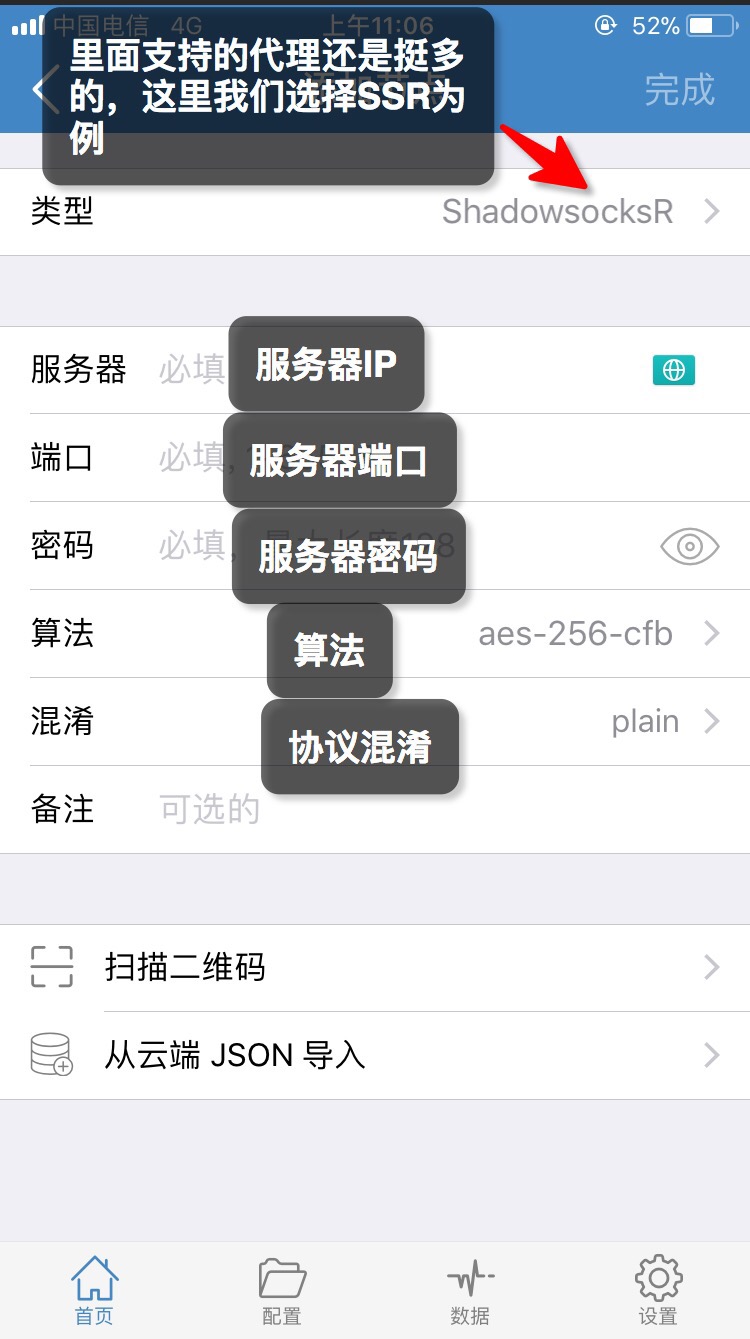 中国电信 4G 上午11:06 52%
里面支持的代理还是挺多
的，这里我们选择SSR为
例
完成
类型 ShadowsocksR
服务器 必填 服务器IP
端口 必填, 服务器端口
密码 必填, 服务器密码
算法 算法 aes-256-cfb
混淆 协议混淆 plain
备注 可选的
扫描二维码
从云端 JSON 导入
首页 配置 数据 设置